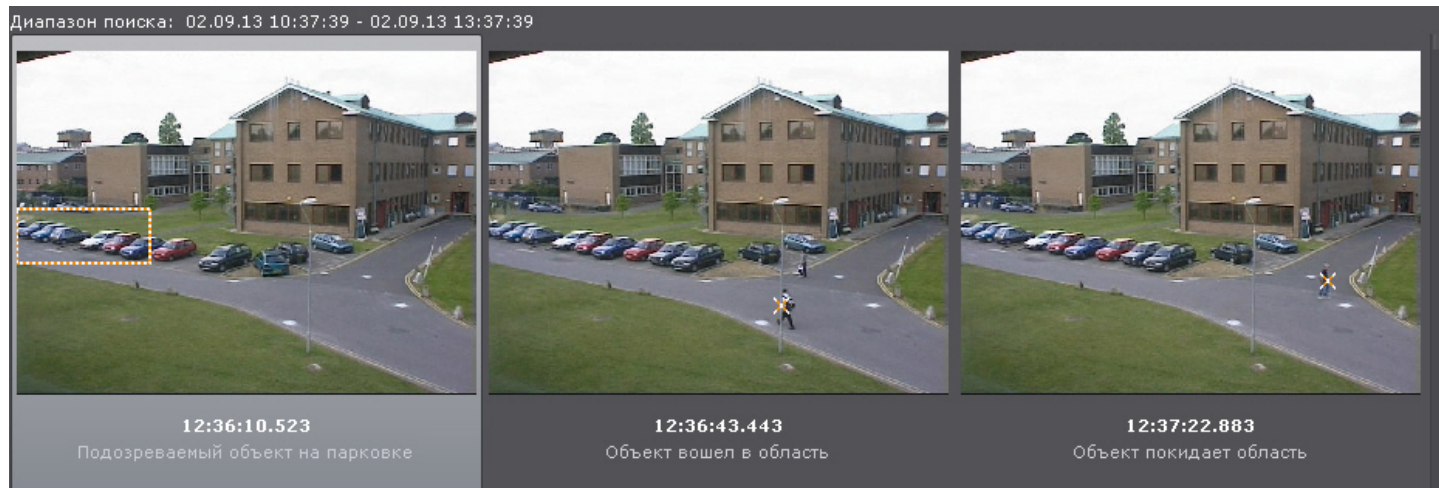 Диапазон поиска: 02.09.13 10:37:39 - 02.09.13 13:37:39
12:36:10.523
Подозреваемый объект на парковке
12:36:43.443
Объект вошел в область
12:37:22.883
Объект покидает область